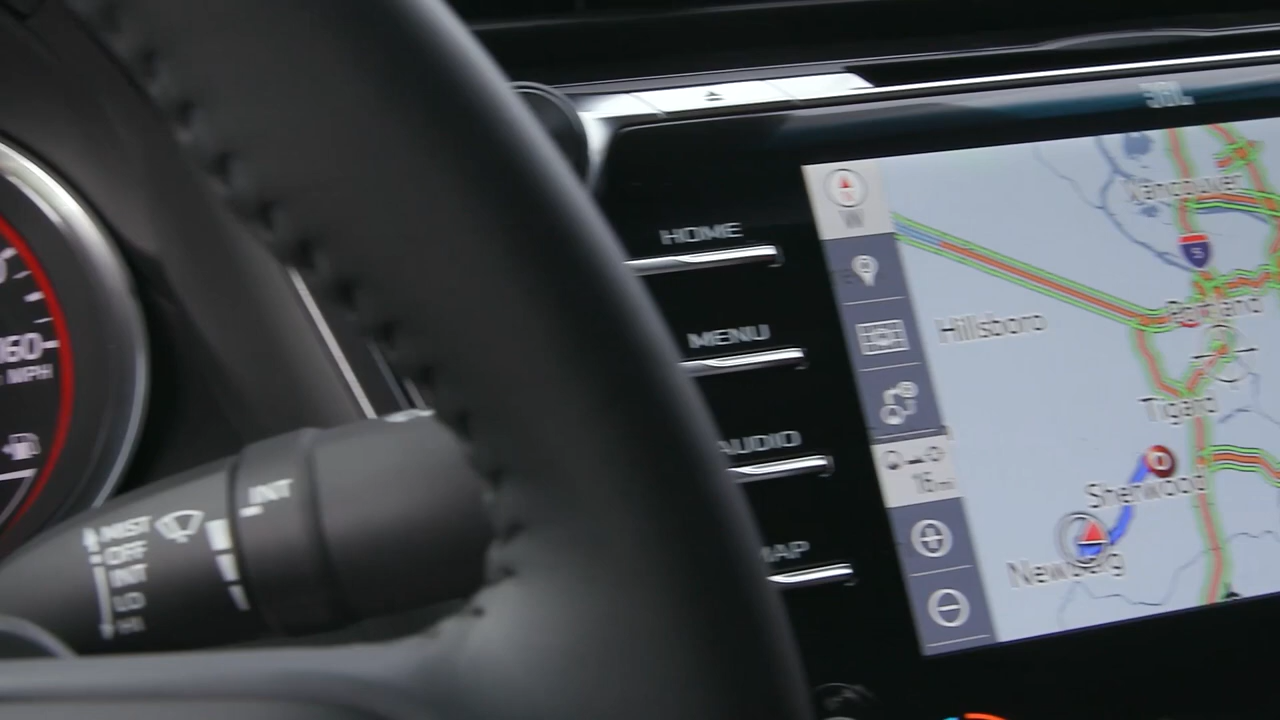 JBL
Vancouver
HOME
5
Portland
Hillsboro
MENU
160
MPH
Tigard
AUDIO
INT
Sherwood
MIST
OFF
INT
LO
HI
MAP
Newberg